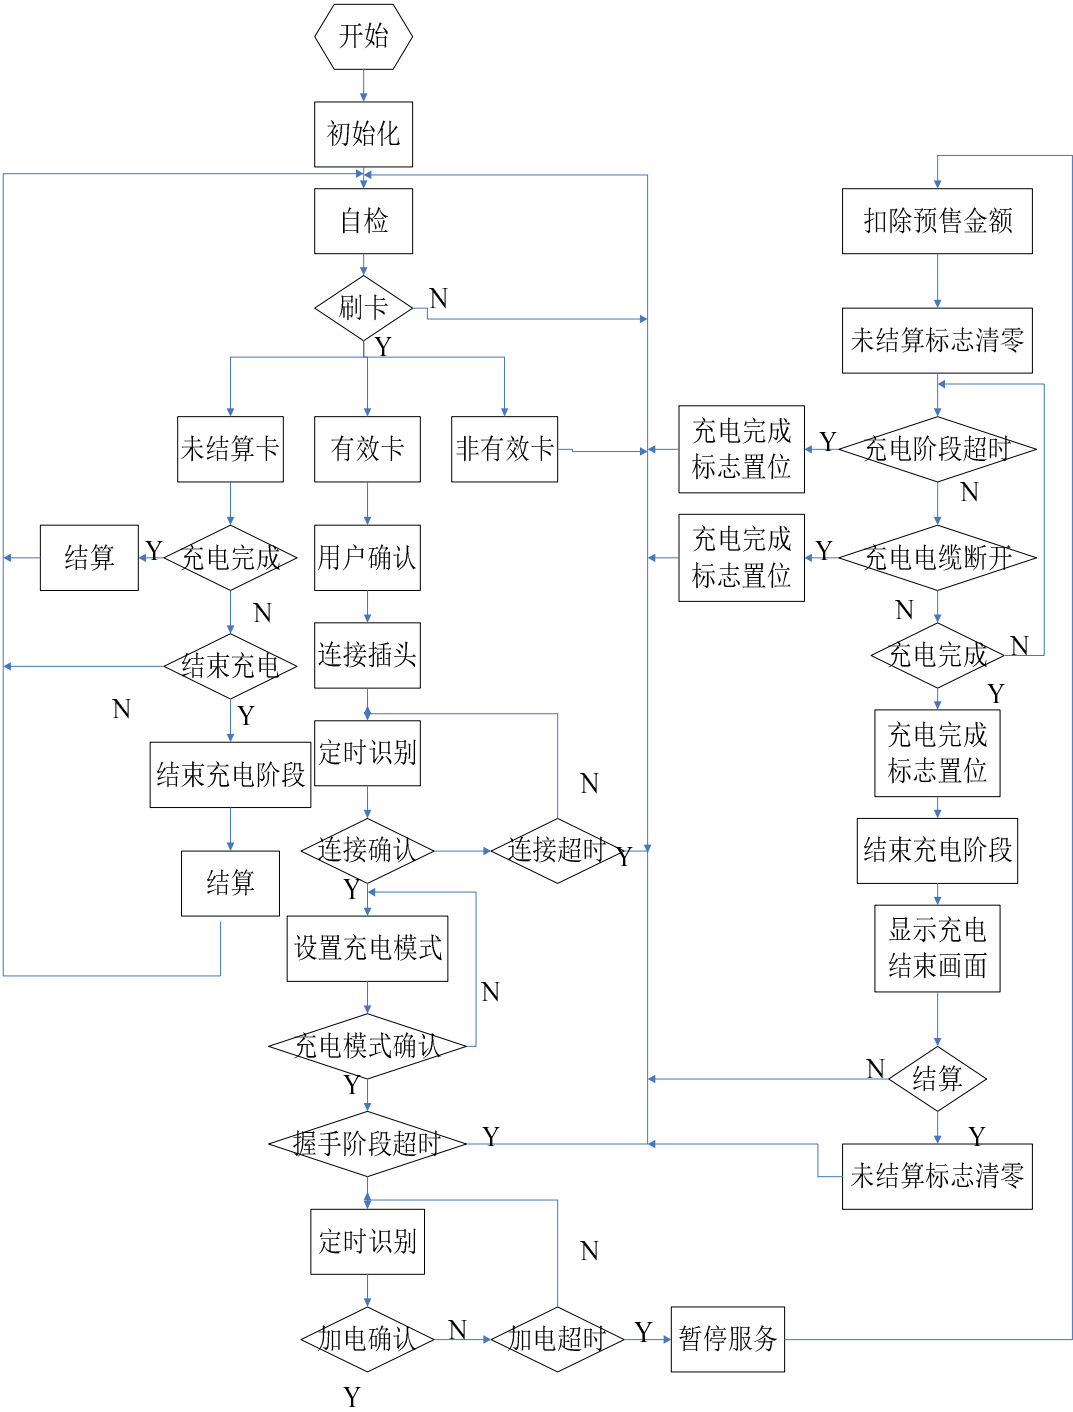 开始
初始化
自检
刷卡
N
Y
未结算卡
有效卡
非有效卡
充电完成
Y
结算
N
结束充电
N
Y
结束充电阶段
结算
用户确认
连接插头
定时识别
N
连接确认
连接超时
Y
Y
设置充电模式
N
充电模式确认
Y
握手阶段超时
Y
定时识别
N
加电确认
N
加电超时
Y
暂停服务
Y
扣除预售金额
未结算标志清零
充电阶段超时
Y
充电完成
标志置位
N
充电电缆断开
Y
充电完成
标志置位
N
充电完成
N
Y
充电完成
标志置位
结束充电阶段
显示充电
结束画面
结算
N
Y
未结算标志清零